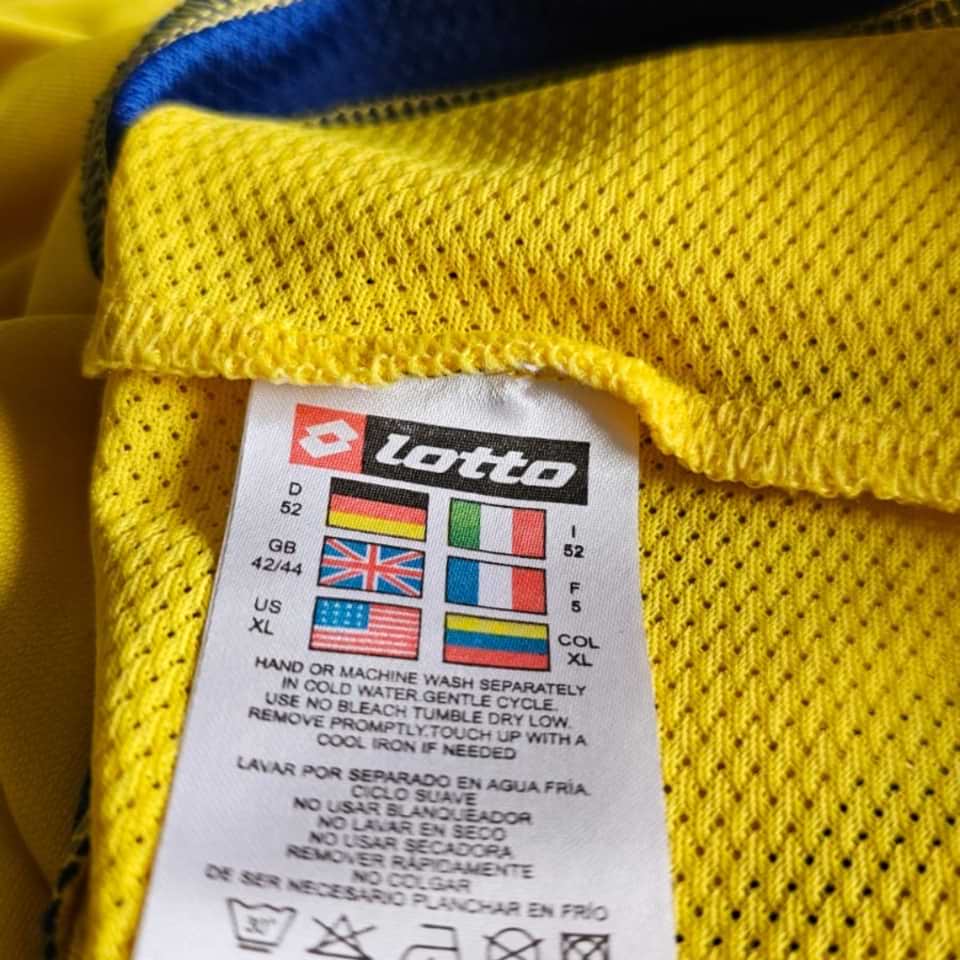 lotto
D
52
I
52
GB
42/44
F
5
US
XL
COL
XL
HAND OR MACHINE WASH SEPARATELY
IN COLD WATER.GENTLE CYCLE.
USE NO BLEACH TUMBLE DRY LOW.
REMOVE PROMPTLY.TOUCH UP WITH A
COOL IRON IF NEEDED
LAVAR POR SEPARADO EN AGUA FRÍA.
CICLO SUAVE
NO USAR BLANQUEADOR
NO LAVAR EN SECO
NO USAR SECADORA
REMOVER RÁPIDAMENTE
NO COLGAR
DE SER NECESARIO PLANCHAR EN FRÍO
30°